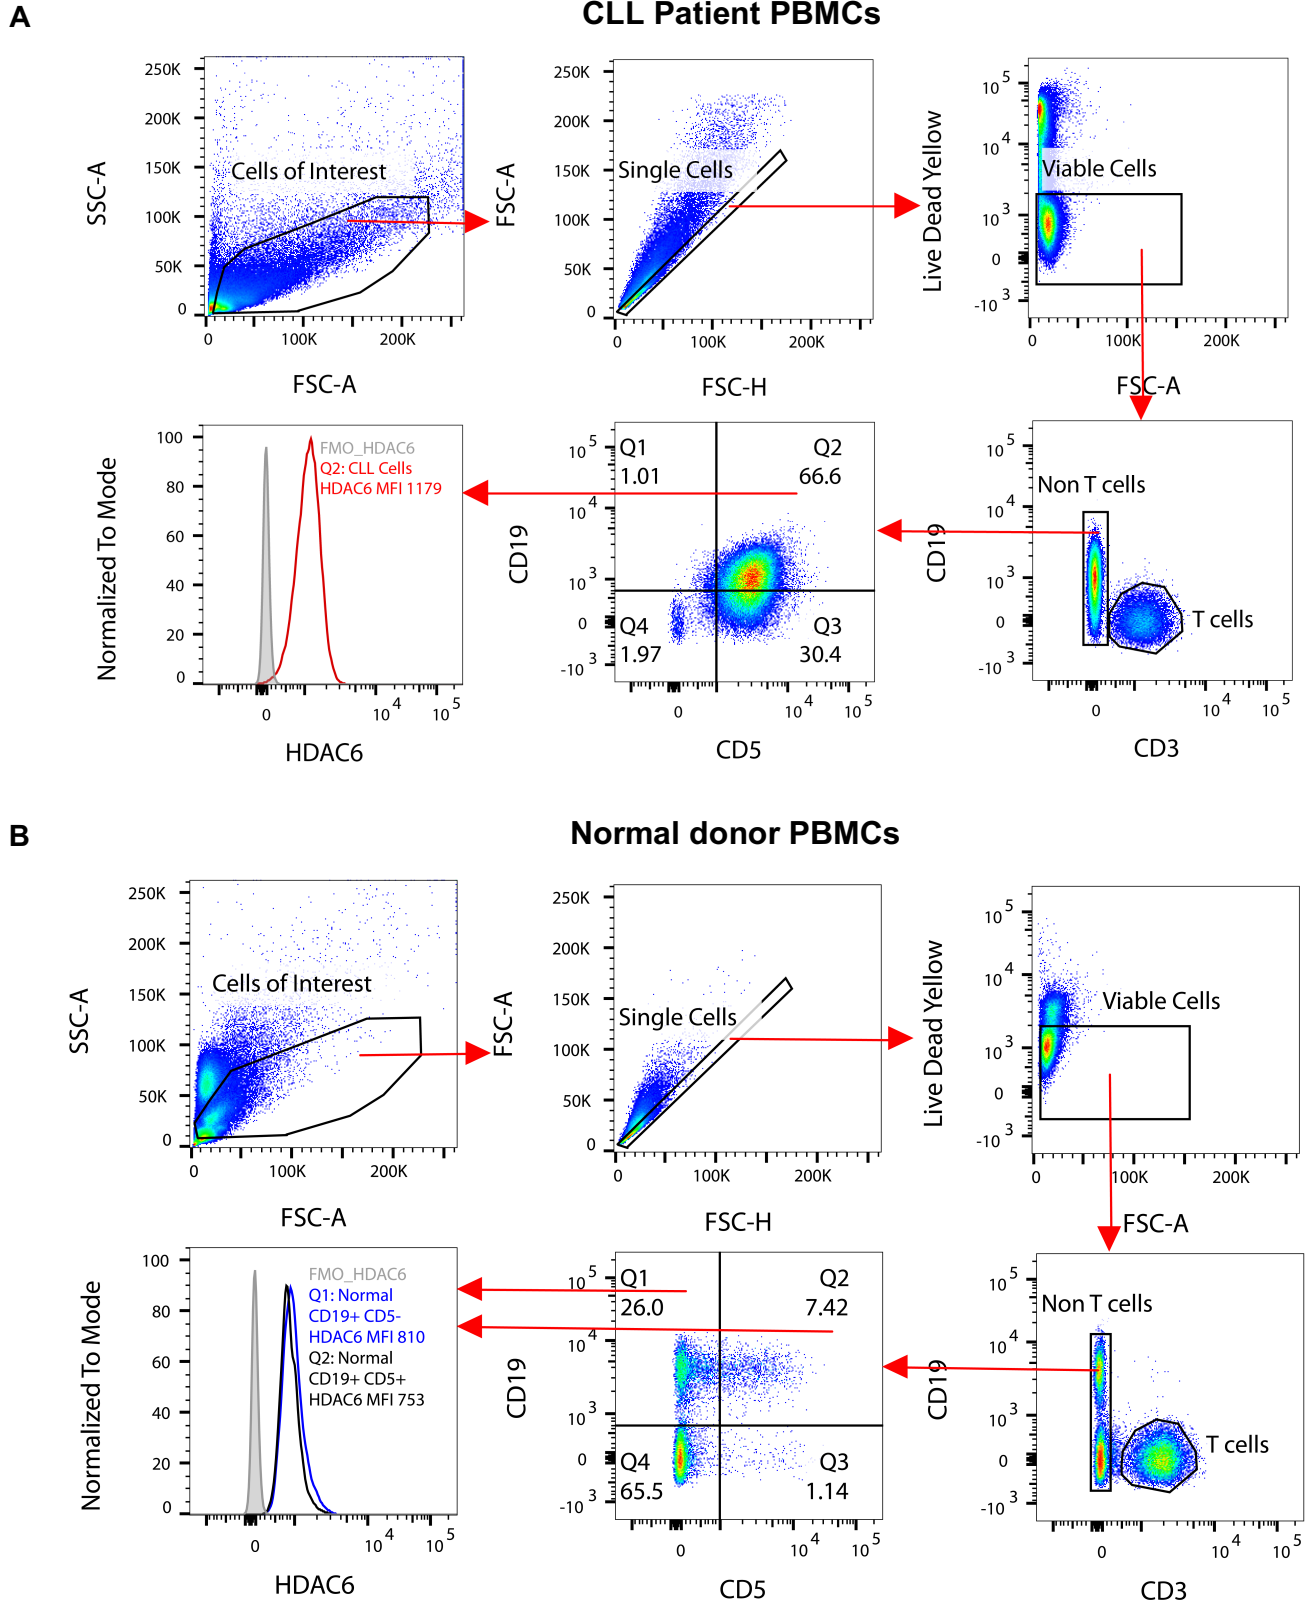 A
CLL Patient PBMCs
250K
200K
150K
100K
50K
0
SSC-A
Cells of Interest
0
100K
200K
FSC-A
250K
200K
150K
100K
50K
0
FSC-A
Single Cells
0
100K
200K
FSC-H
10 5
10 4
10 3
0
-10 3
Live Dead Yellow
Viable Cells
0
100K
200K
FSC-A
100
80
60
40
20
0
Normalized To Mode
FMO_HDAC6
Q2: CLL Cells
HDAC6 MFI 1179
0
10 4
10 5
HDAC6
10 5
10 4
10 3
0
-10 3
CD19
Q1
1.01
Q2
66.6
Q4
1.97
Q3
30.4
0
10 4
10 5
CD5
10 5
10 4
10 3
0
-10 3
CD19
Non T cells
T cells
0
10 4
10 5
CD3
B
Normal donor PBMCs
250K
200K
150K
100K
50K
0
SSC-A
Cells of Interest
0
100K
200K
FSC-A
250K
200K
150K
100K
50K
0
FSC-A
Single Cells
0
100K
200K
FSC-H
10 5
10 4
10 3
0
-10 3
Live Dead Yellow
Viable Cells
0
100K
200K
FSC-A
100
80
60
40
20
0
Normalized To Mode
FMO_HDAC6
Q1: Normal
CD19+ CD5-
HDAC6 MFI 810
Q2: Normal
CD19+ CD5+
HDAC6 MFI 753
0
10 4
10 5
HDAC6
10 5
10 4
10 3
0
-10 3
CD19
Q1
26.0
Q2
7.42
Q4
65.5
Q3
1.14
0
10 4
10 5
CD5
10 5
10 4
10 3
0
-10 3
CD19
Non T cells
T cells
0
10 4
10 5
CD3